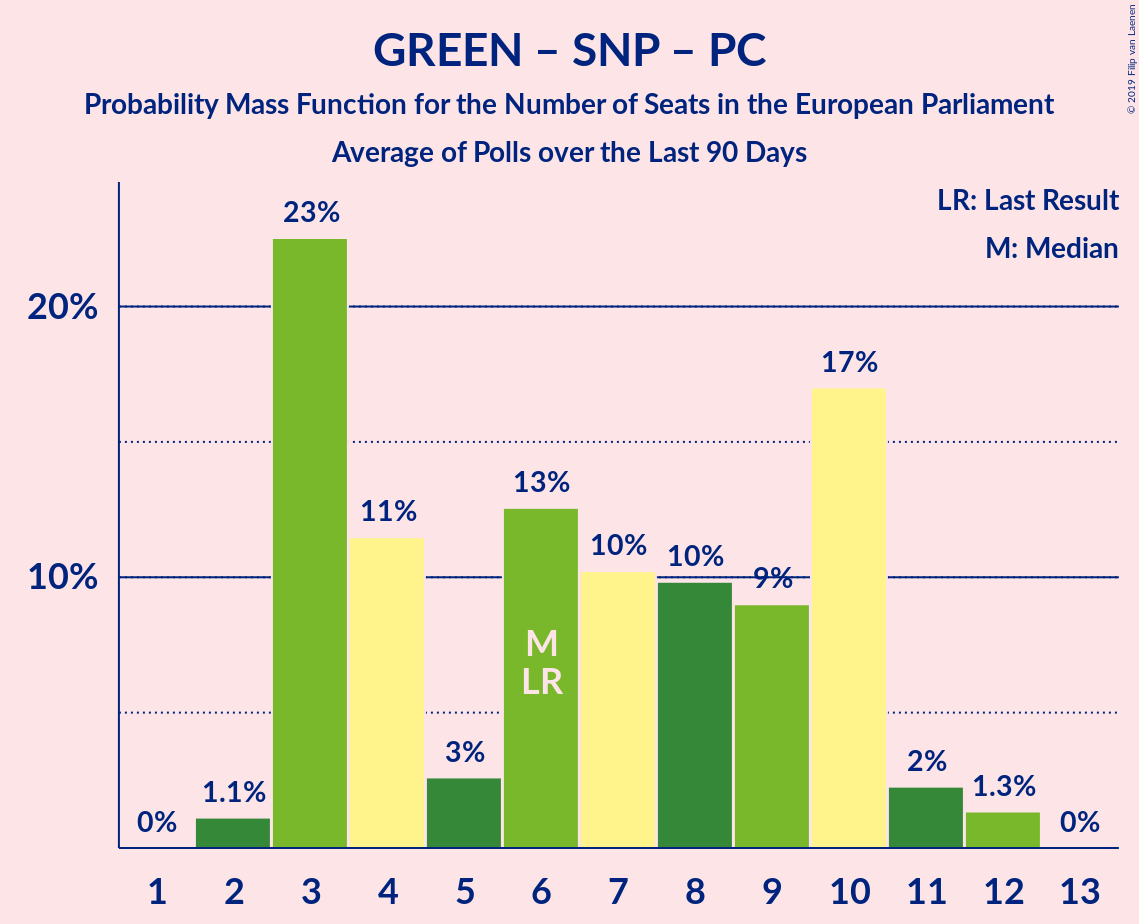 GREEN – SNP – PC
Probability Mass Function for the Number of Seats in the European Parliament
Average of Polls over the Last 90 Days
© 2019 Filip van Laenen
LR: Last Result
M: Median
20%
10%
0%
1.1%
23%
11%
3%
13%
10%
10%
9%
17%
2%
1.3%
0%
M
LR
1 2 3 4 5 6 7 8 9 10 11 12 13